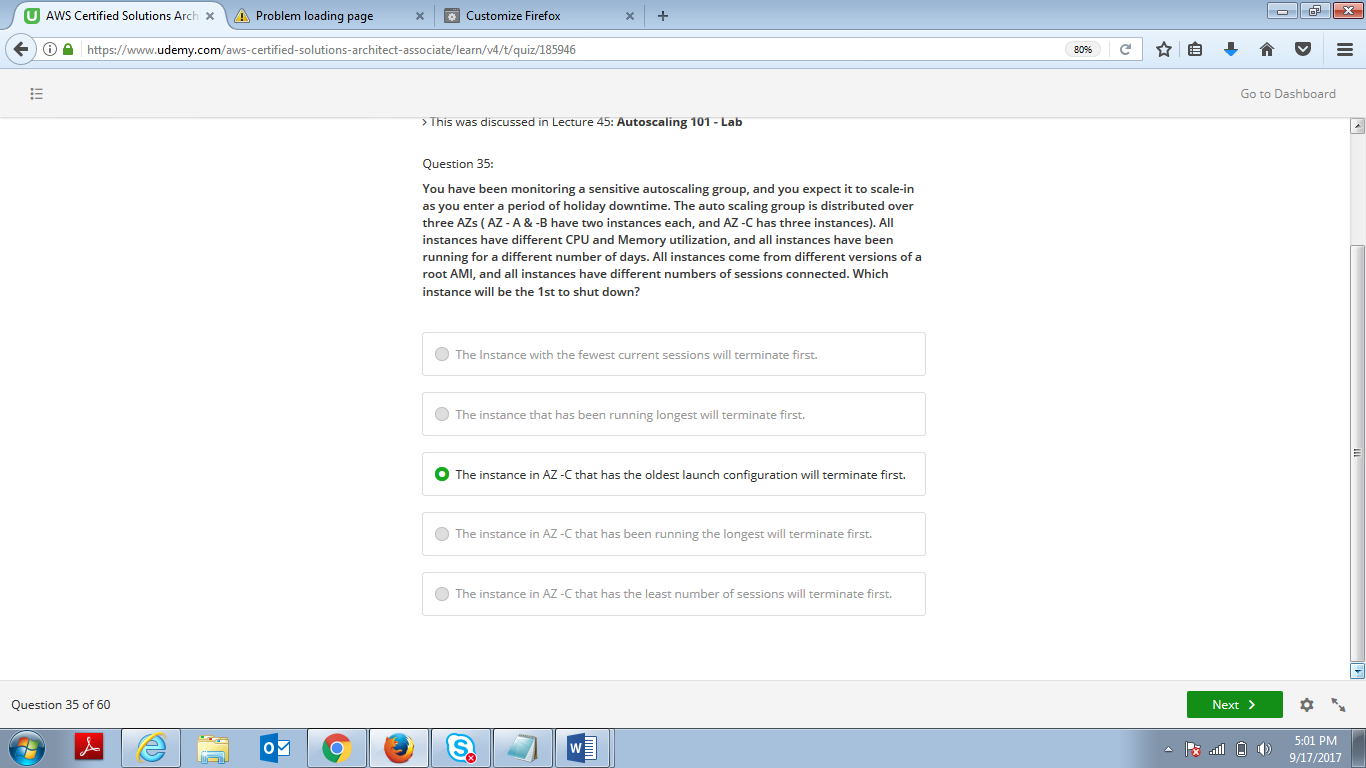 AWS Certified Solutions Arch
Problem loading page
Customize Firefox
https://www.udemy.com/aws-certified-solutions-architect-associate/learn/v4/t/quiz/185946
80%
Go to Dashboard
> This was discussed in Lecture 45: Autoscaling 101 - Lab
Question 35:
You have been monitoring a sensitive autoscaling group, and you expect it to scale-in
as you enter a period of holiday downtime. The auto scaling group is distributed over
three AZs ( AZ - A & -B have two instances each, and AZ -C has three instances). All
instances have different CPU and Memory utilization, and all instances have been
running for a different number of days. All instances come from different versions of a
root AMI, and all instances have different numbers of sessions connected. Which
instance will be the 1st to shut down?
The Instance with the fewest current sessions will terminate first.
The instance that has been running longest will terminate first.
The instance in AZ -C that has the oldest launch configuration will terminate first.
The instance in AZ -C that has been running the longest will terminate first.
The instance in AZ -C that has the least number of sessions will terminate first.
Question 35 of 60
Next >
5:01 PM
9/17/2017